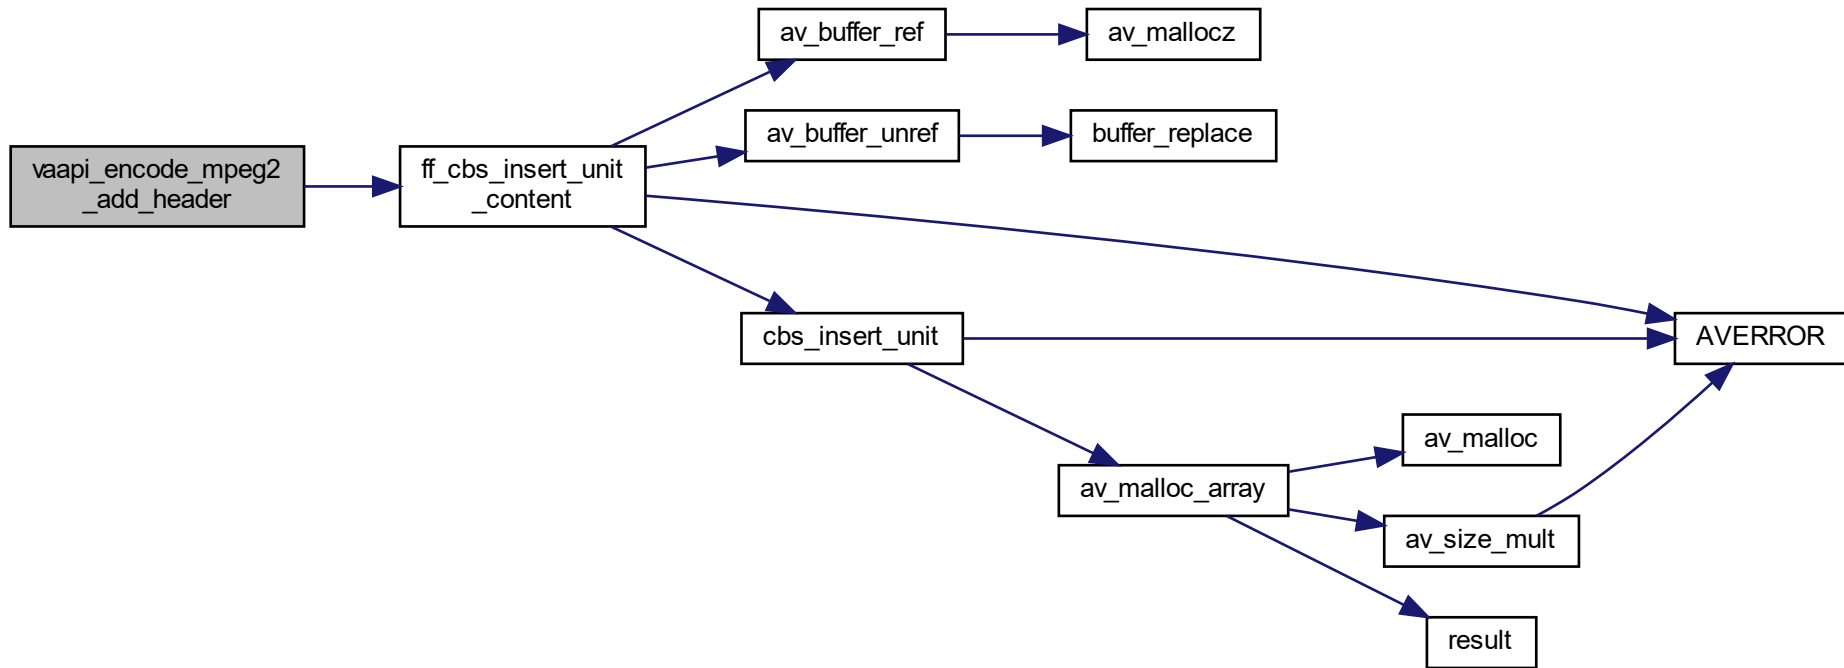 av_buffer_ref
av_mallocz
av_buffer_unref
buffer_replace
vaapi_encode_mpeg2
_add_header
ff_cbs_insert_unit
_content
cbs_insert_unit
AVERROR
av_malloc
av_malloc_array
av_size_mult
result